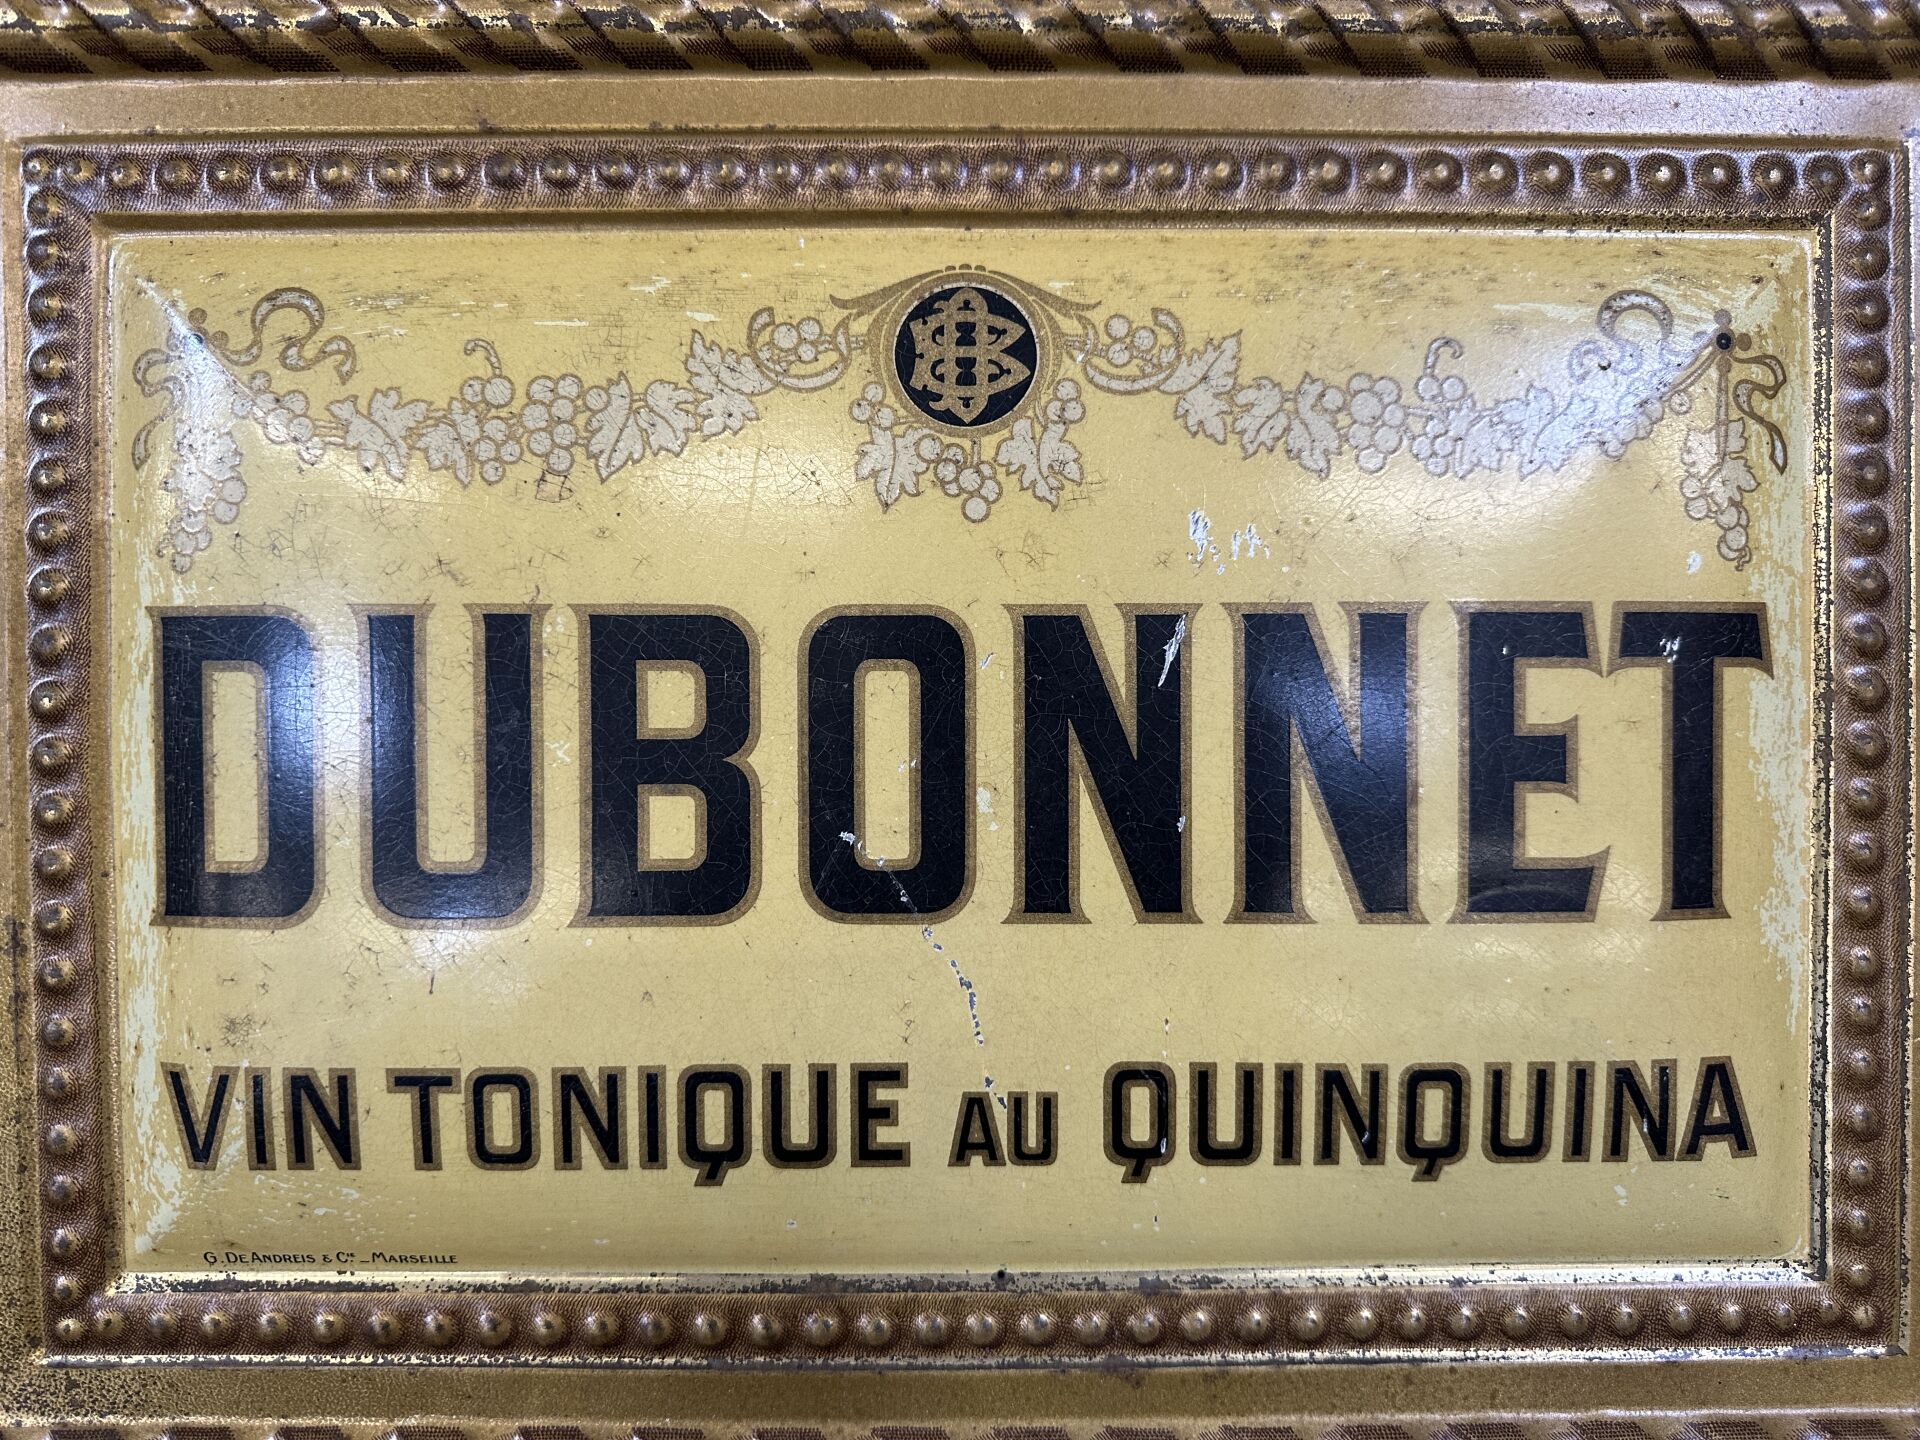 DUBONNET
VIN TONIQUE AU QUINQUINA
G. DE ANDREIS & Cie _ MARSEILLE